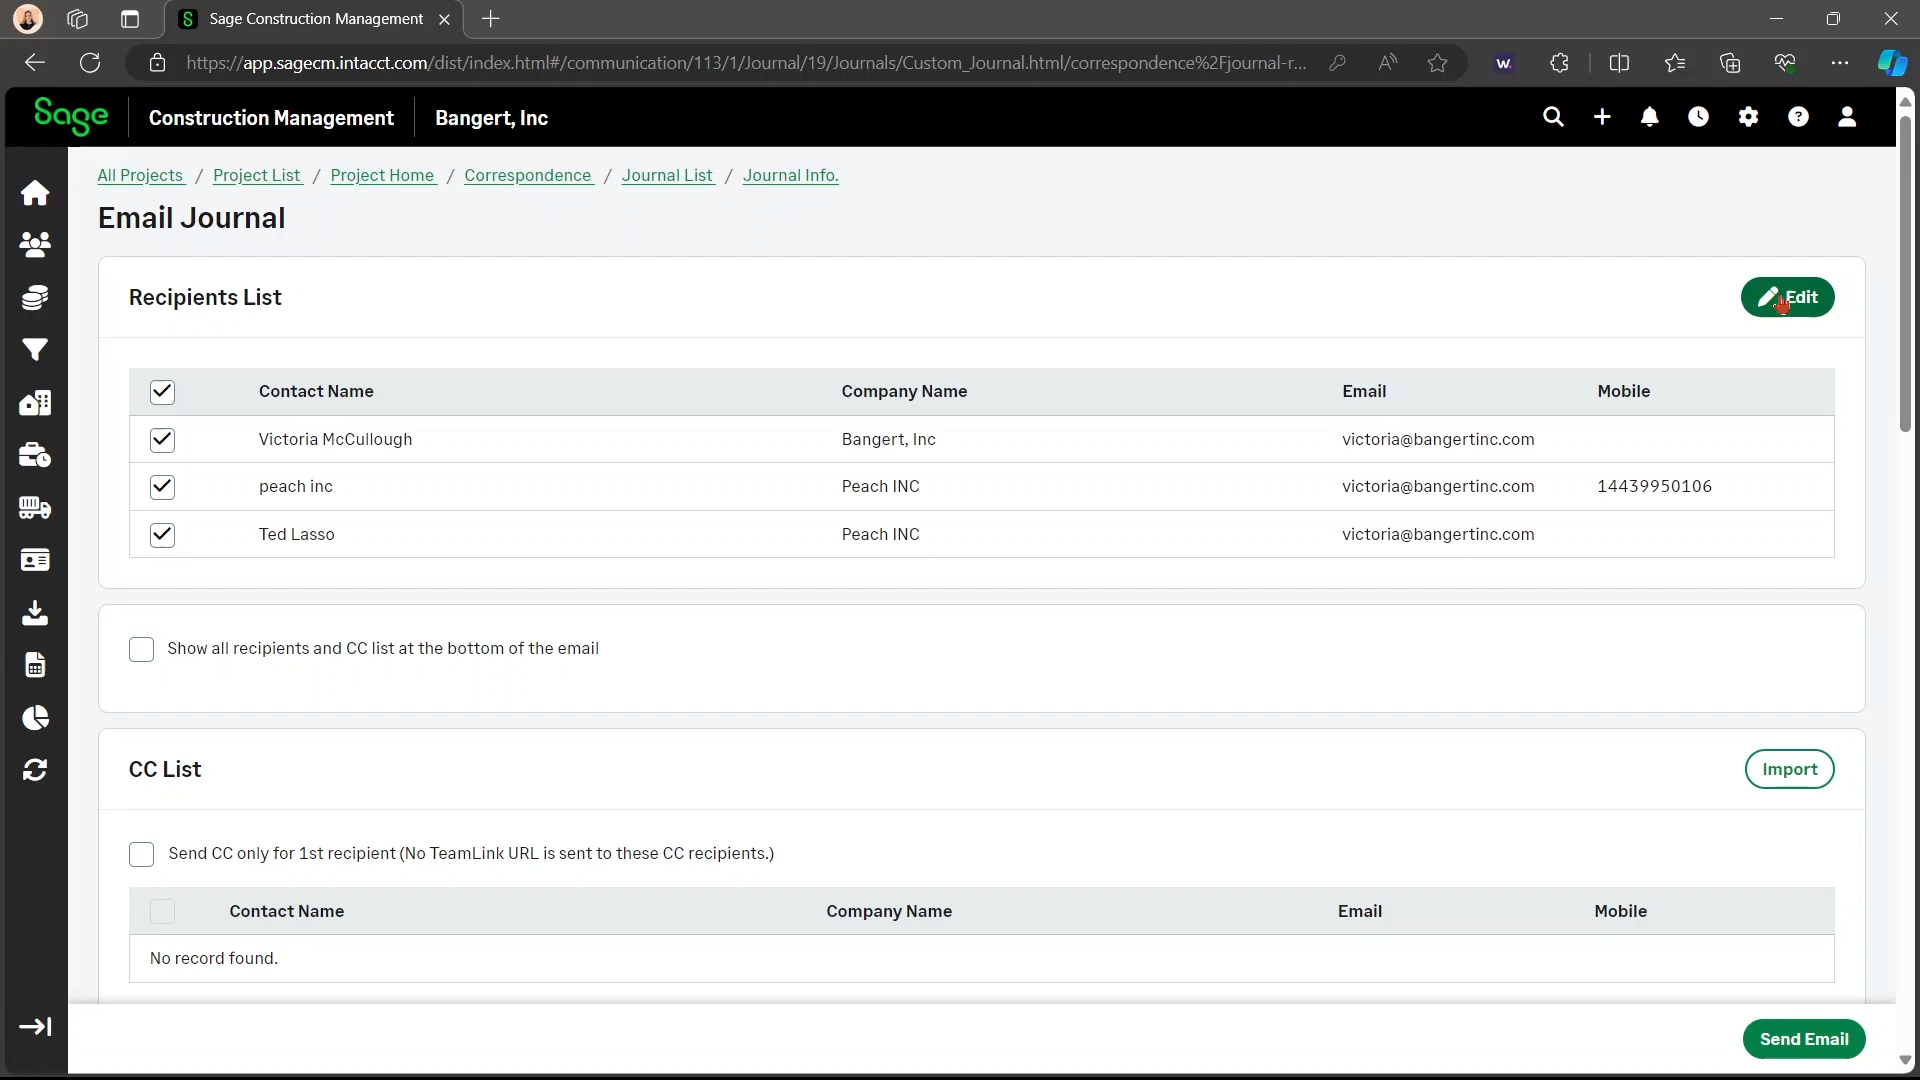 Sage Construction Management
https://app.sagecm.intacct.com/dist/index.html#/communication/113/1/Journal/19/Journals/Custom_Journal.html/correspondence%2Fjournal-r...
Sage Construction Management Bangert, Inc
All Projects / Project List / Project Home / Correspondence / Journal List / Journal Info.
Email Journal
Recipients List
Edit
Contact Name Company Name Email Mobile
Victoria McCullough Bangert, Inc victoria@bangertinc.com
peach inc Peach INC victoria@bangertinc.com 14439950106
Ted Lasso Peach INC victoria@bangertinc.com
Show all recipients and CC list at the bottom of the email
CC List
Import
Send CC only for 1st recipient (No TeamLink URL is sent to these CC recipients.)
Contact Name Company Name Email Mobile
No record found.
Send Email